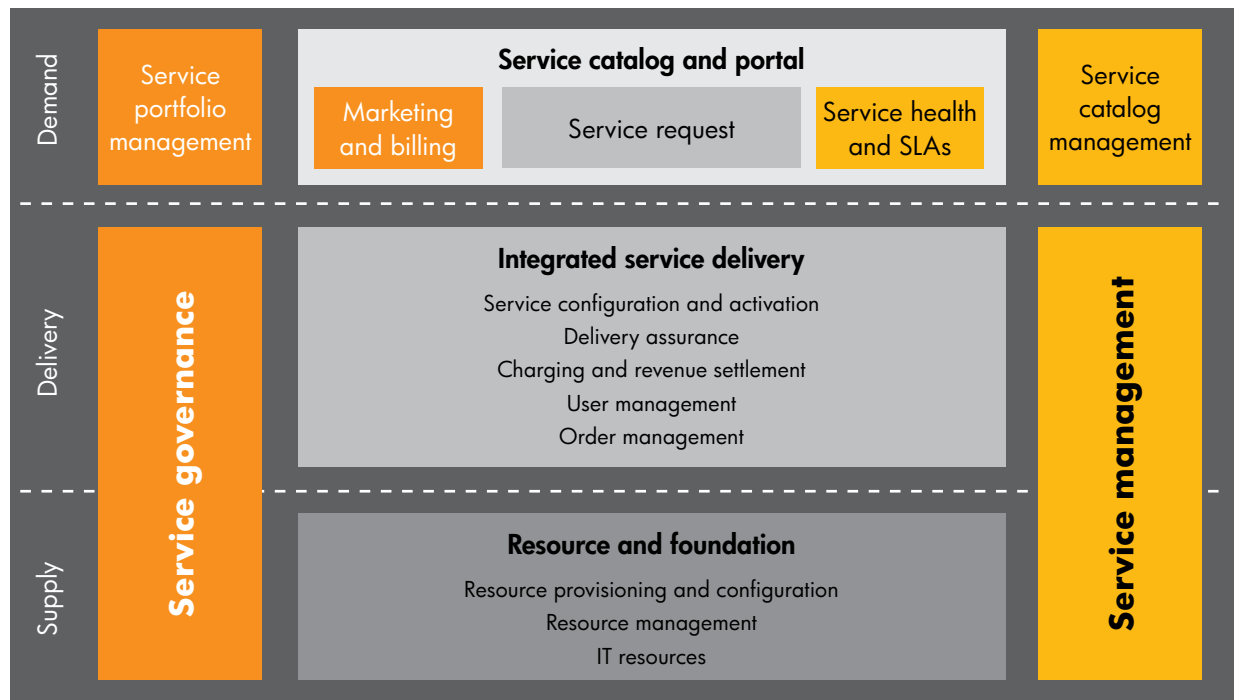 Demand
Service
portfolio
management
Service catalog and portal
Marketing
and billing
Service request
Service health
and SLAs
Service
catalog
management
Delivery
Service governance
Integrated service delivery
Service configuration and activation
Delivery assurance
Charging and revenue settlement
User management
Order management
Service management
Supply
Resource and foundation
Resource provisioning and configuration
Resource management
IT resources